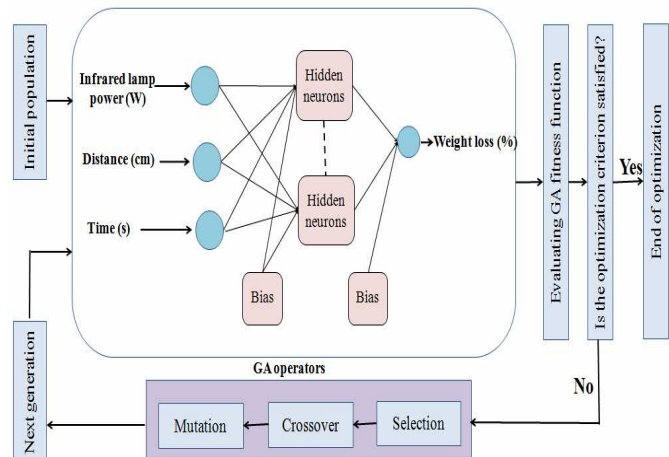 Initial population
Infrared lamp
power (W)
Distance (cm)
Time (s)
Hidden
neurons
Hidden
neurons
Bias
Bias
Weight loss (%)
Evaluating GA fitness function
Is the optimization criterion satisfied?
Yes
End of optimization
No
GA operators
Selection
Crossover
Mutation
Next generation